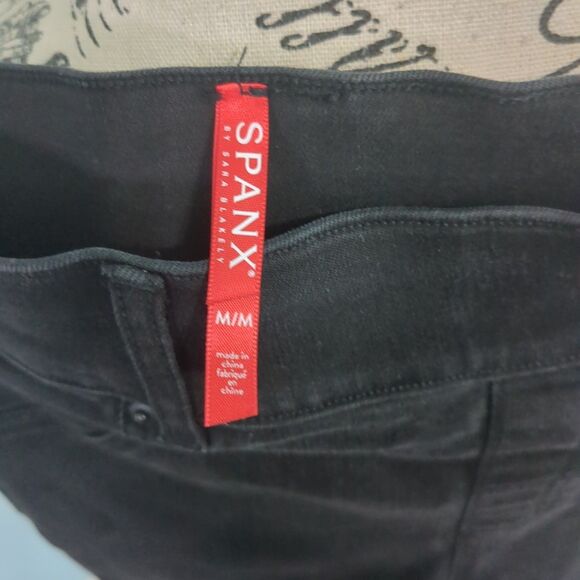 SPANX®
BY SARA BLAKELY
M/M
made in
china
fabriqué
en
chine